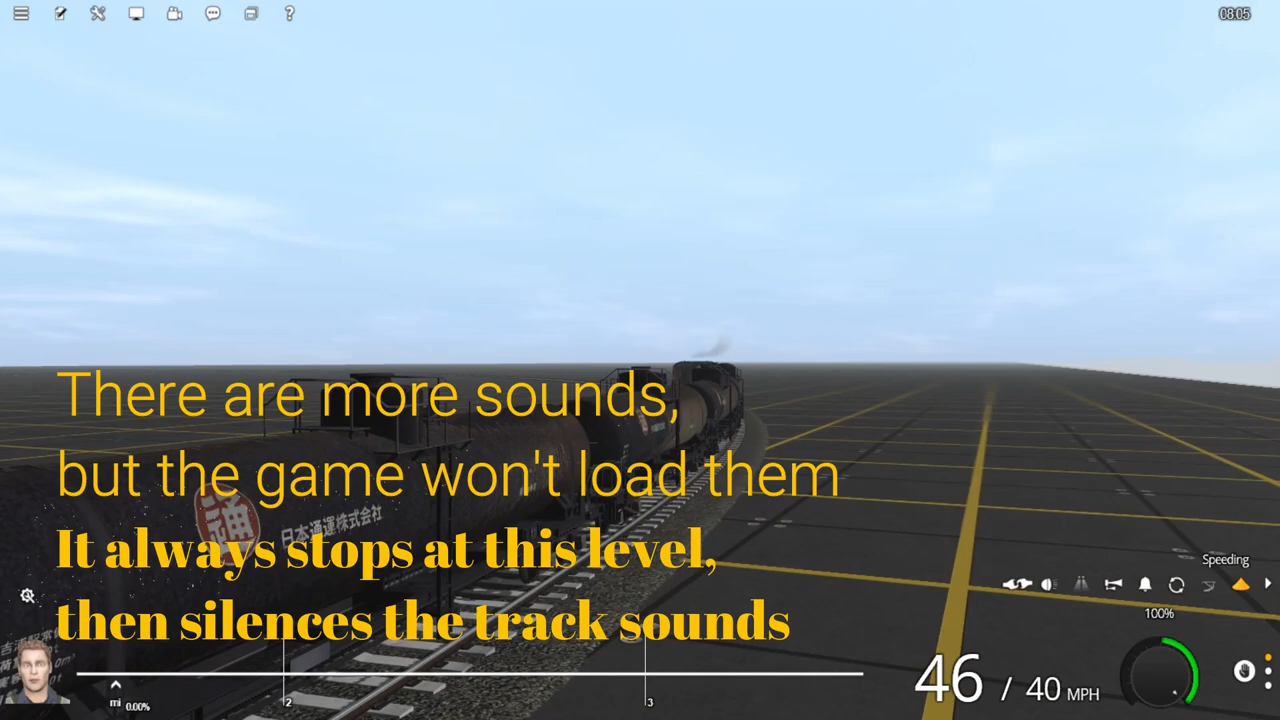 08:05
There are more sounds,
but the game won't load them
通
日本通運株式会社
It always stops at this level,
then silences the track sounds
Speeding
100%
46 / 40 MPH
mi 0.00%
2
3